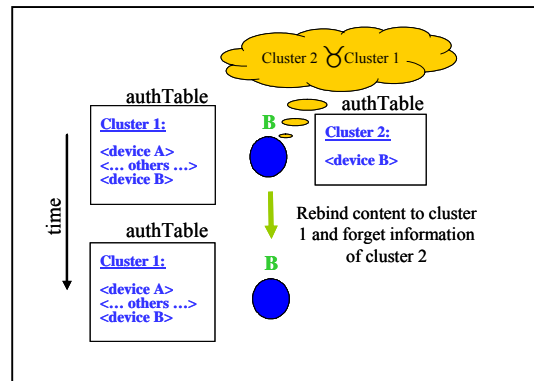 Cluster 2 ♉ Cluster 1
authTable
Cluster 1:
<device A>
<... others ...>
<device B>
B
authTable
Cluster 2:
<device B>
time
Rebind content to cluster
1 and forget information
of cluster 2
authTable
Cluster 1:
<device A>
<... others ...>
<device B>
B